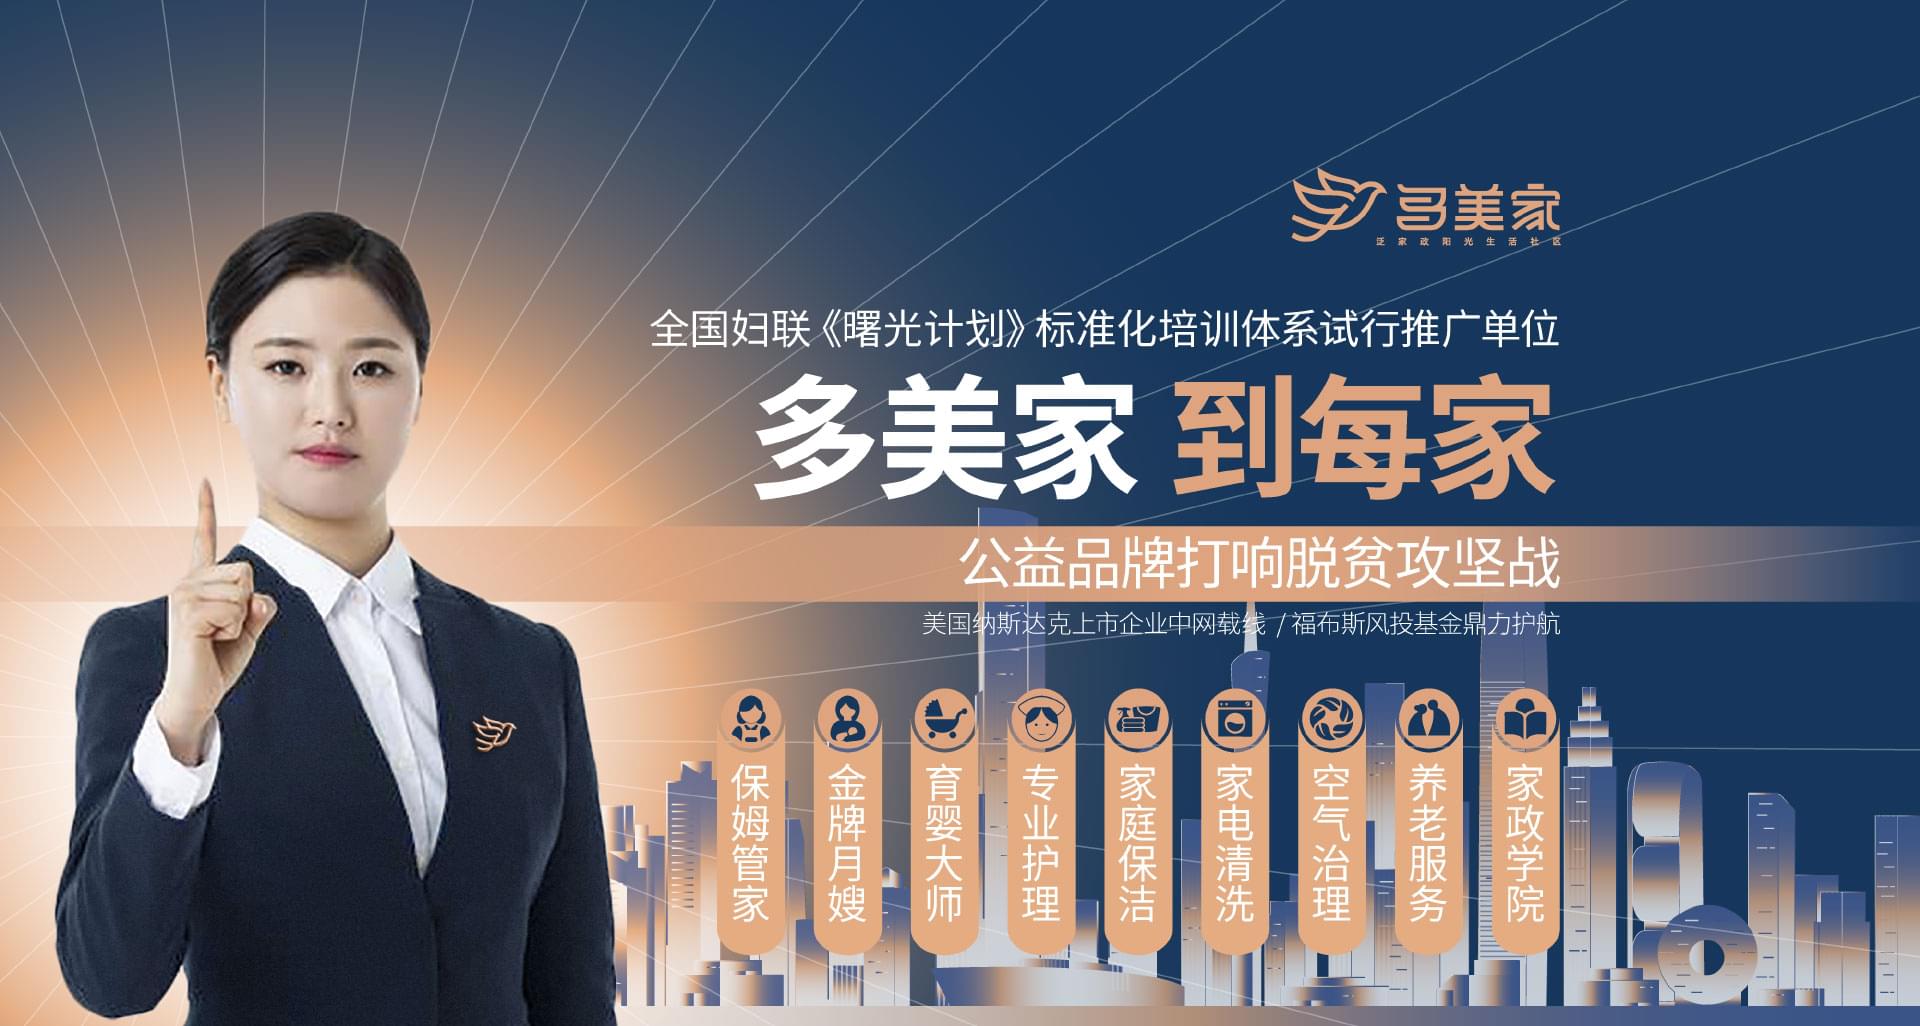 多美家
泛家政阳光生活社区
全国妇联《曙光计划》标准化培训体系试行推广单位
多美家 到每家
公益品牌打响脱贫攻坚战
美国纳斯达克上市企业中网载线 / 福布斯风投基金鼎力护航
保姆管家
金牌月嫂
育婴大师
专业护理
家庭保洁
家电清洗
空气治理
养老服务
家政学院